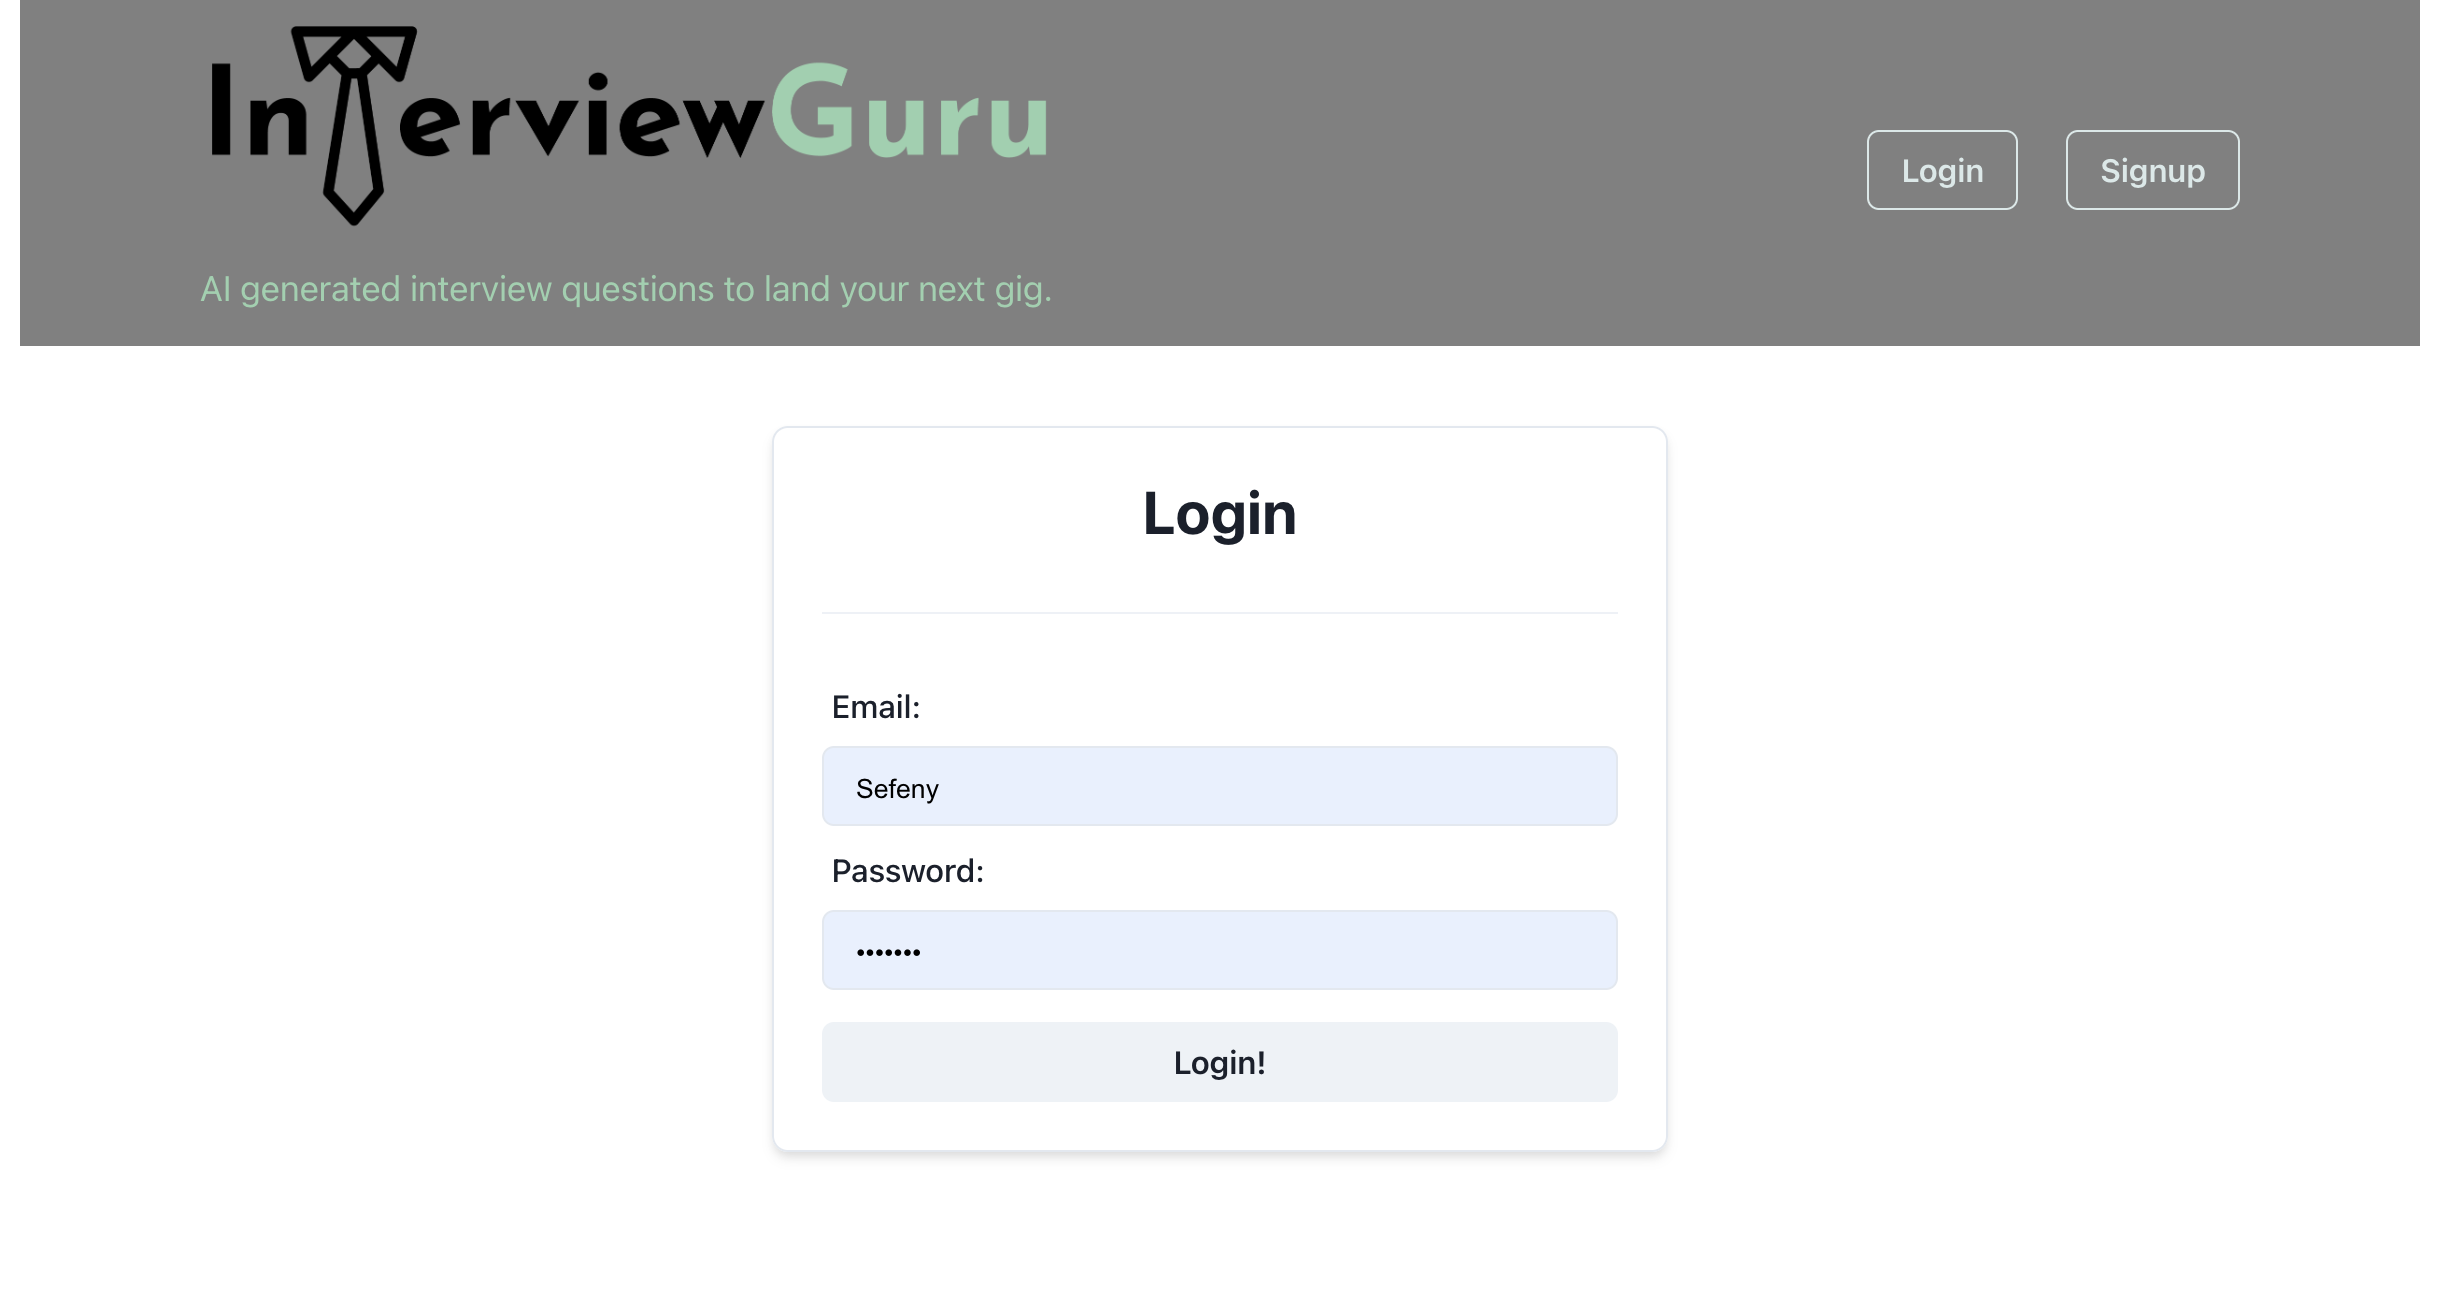 InterviewGuru
Login
Signup
AI generated interview questions to land your next gig.
Login
Email:
Sefeny
Password:
•••••••
Login!